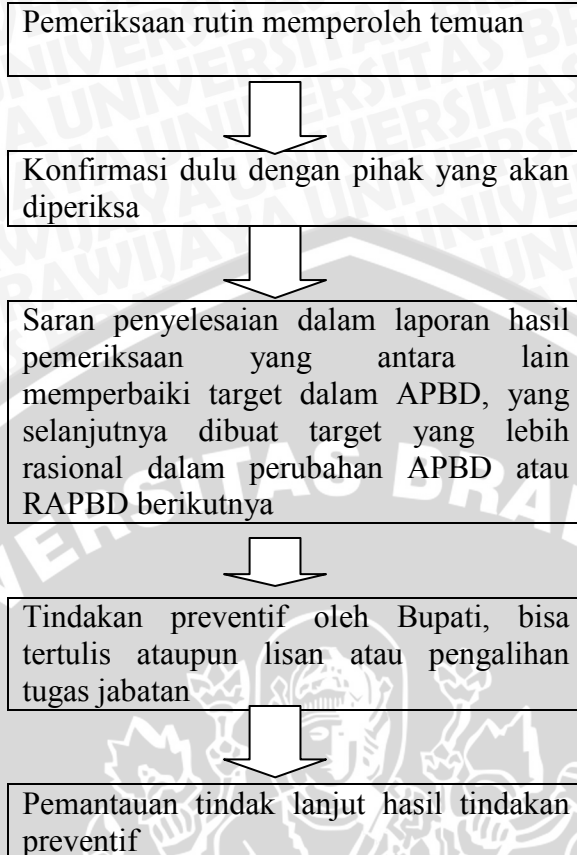 Pemeriksaan rutin memperoleh temuan
Konfirmasi dulu dengan pihak yang akan
diperiksa
Saran penyelesaian dalam laporan hasil
pemeriksaan yang antara lain
memperbaiki target dalam APBD, yang
selanjutnya dibuat target yang lebih
rasional dalam perubahan APBD atau
RAPBD berikutnya
Tindakan preventif oleh Bupati, bisa
tertulis ataupun lisan atau pengalihan
tugas jabatan
Pemantauan tindak lanjut hasil tindakan
preventif